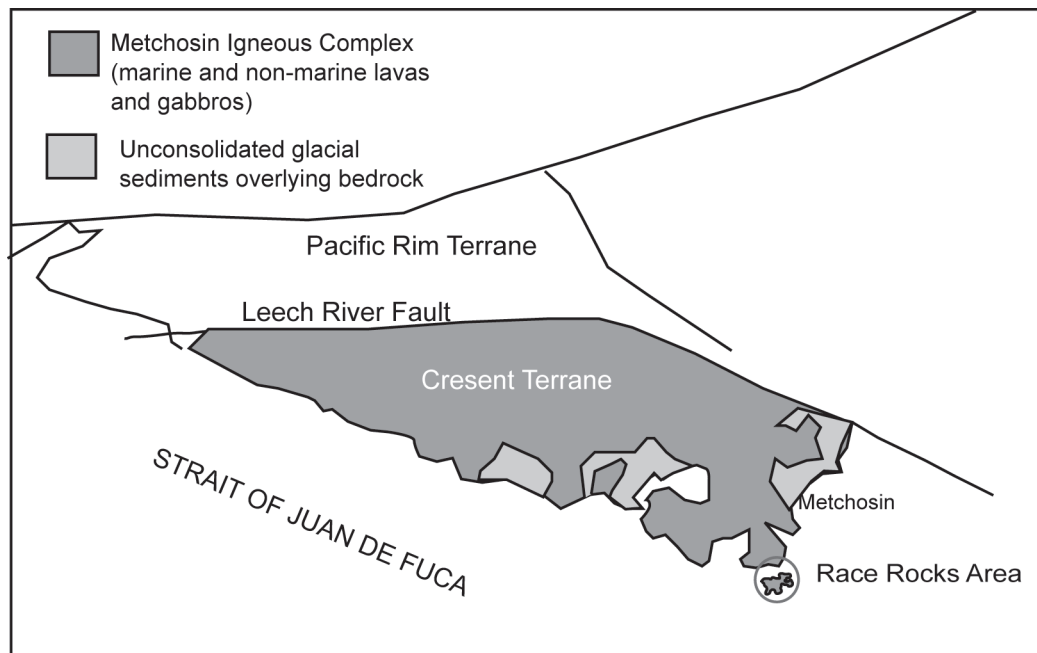 Metchosin Igneous Complex
(marine and non-marine lavas
and gabbros)
Unconsolidated glacial
sediments overlying bedrock
Pacific Rim Terrane
Leech River Fault
Cresent Terrane
STRAIT OF JUAN DE FUCA
Metchosin
Race Rocks Area